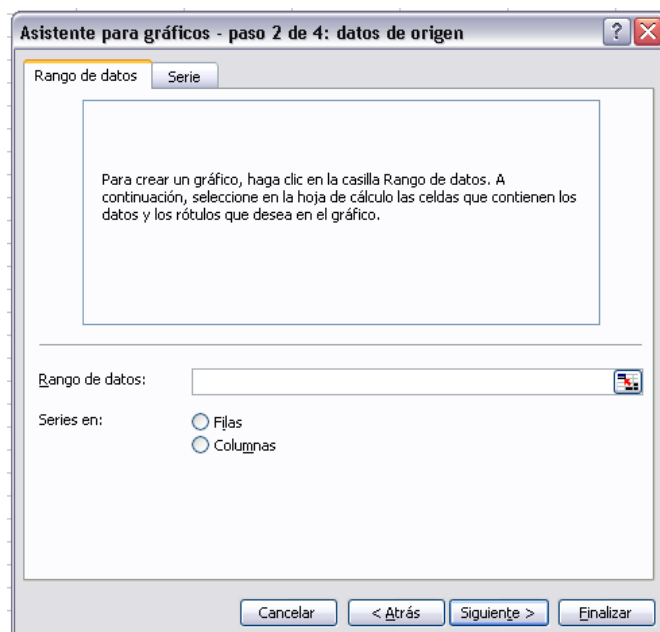 Asistente para gráficos - paso 2 de 4: datos de origen
?
Rango de datos
Serie
Para crear un gráfico, haga clic en la casilla Rango de datos. A
continuación, seleccione en la hoja de cálculo las celdas que contienen los
datos y los rótulos que desea en el gráfico.
Rango de datos:
Series en:
Filas
Columnas
Cancelar
< Atrás
Siguiente >
Finalizar